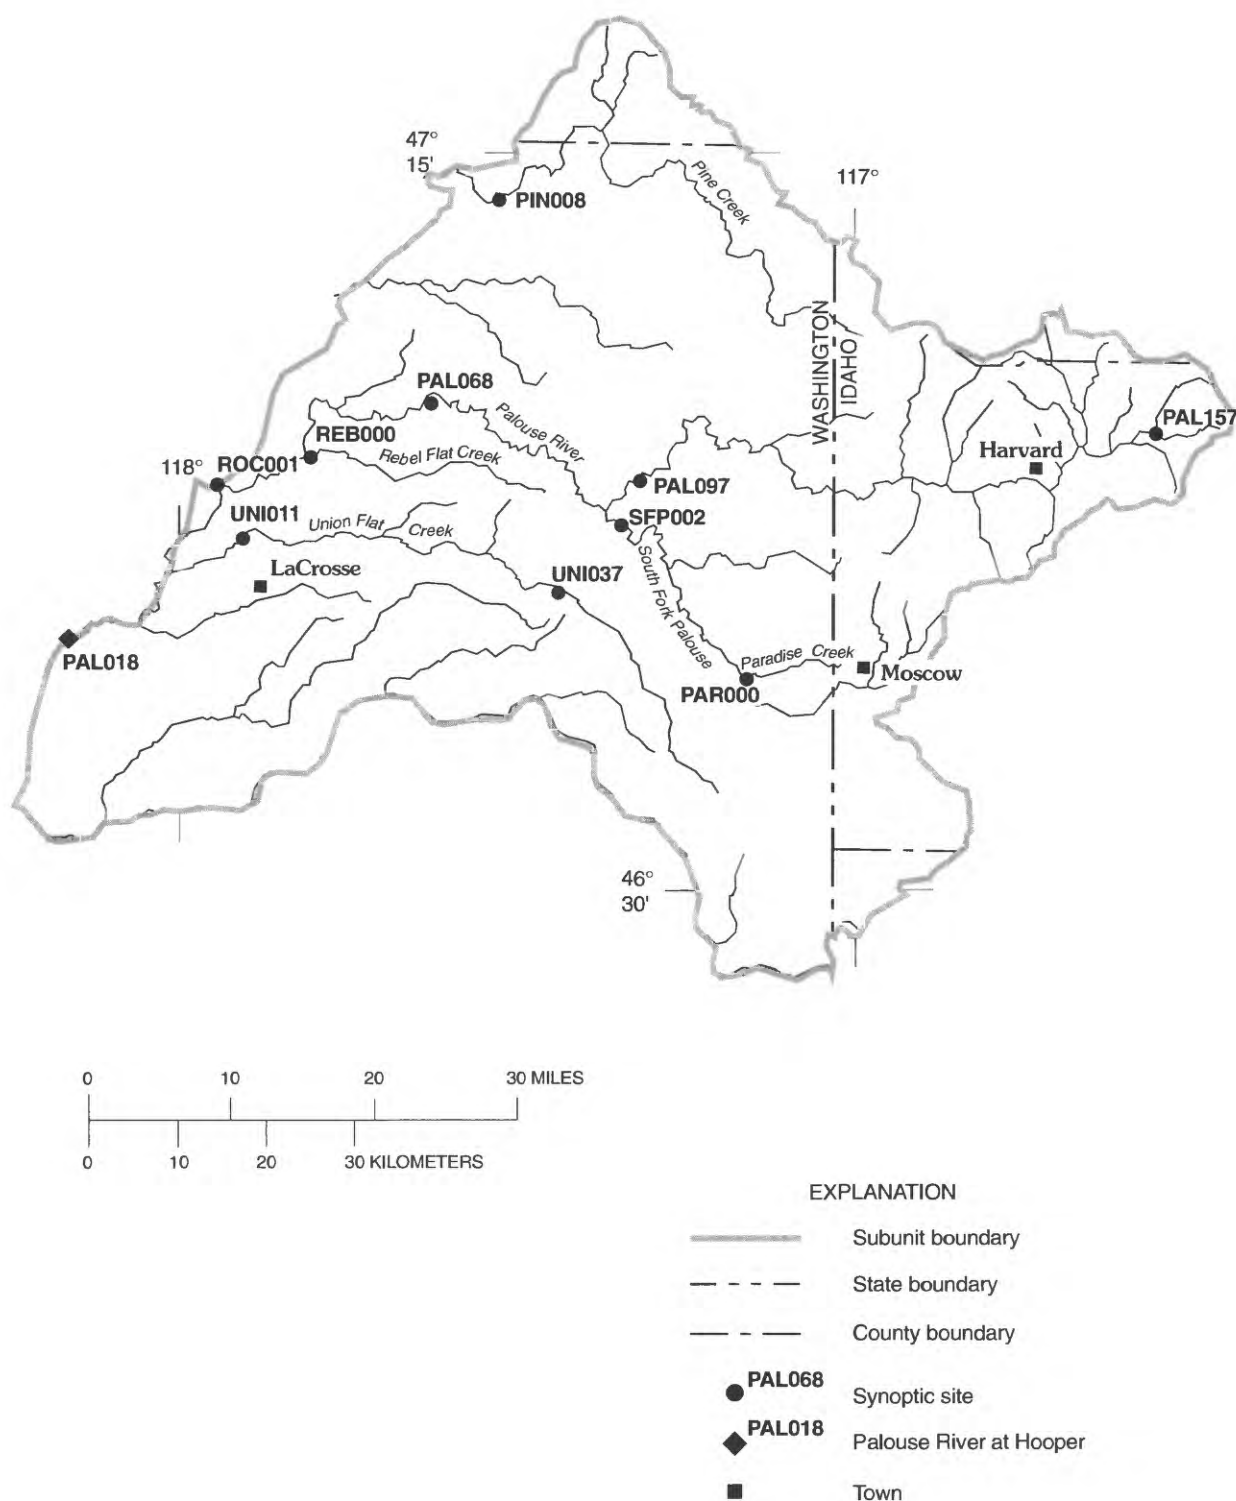 47°
15'
117°
PIN008
Pine Creek
WASHINGTON
IDAHO
PAL068
Palouse River
PAL157
REB000
Harvard
Rebel Flat Creek
118°
ROC001
PAL097
UNI011
SFP002
Union Flat Creek
LaCrosse
UNI037
South Fork Palouse
PAL018
Paradise Creek
Moscow
PAR000
46°
30'
0 10 20 30 MILES
0 10 20 30 KILOMETERS
EXPLANATION
Subunit boundary
State boundary
County boundary
PAL068
Synoptic site
PAL018
Palouse River at Hooper
Town